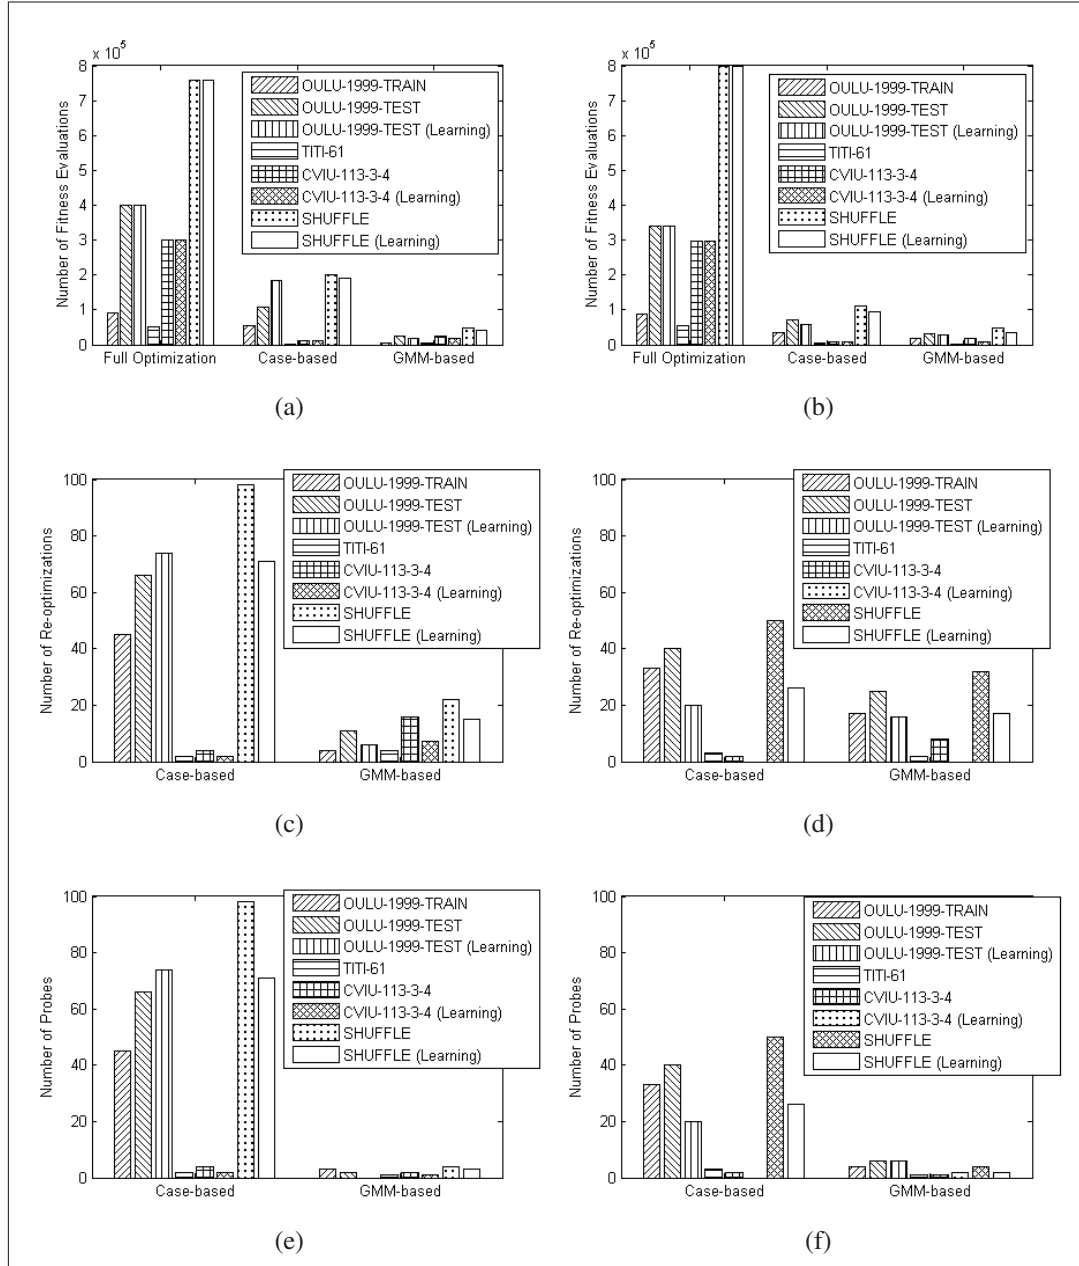 x 10^5
8
7
6
5
4
3
2
1
0
Number of Fitness Evaluations
OULU-1999-TRAIN
OULU-1999-TEST
OULU-1999-TEST (Learning)
TITI-61
CVIU-113-3-4
CVIU-113-3-4 (Learning)
SHUFFLE
SHUFFLE (Learning)
Full Optimization Case-based GMM-based
(a)
x 10^5
8
7
6
5
4
3
2
1
0
Number of Fitness Evaluations
OULU-1999-TRAIN
OULU-1999-TEST
OULU-1999-TEST (Learning)
TITI-61
CVIU-113-3-4
CVIU-113-3-4 (Learning)
SHUFFLE
SHUFFLE (Learning)
Full Optimization Case-based GMM-based
(b)
100
80
60
40
20
0
Number of Re-optimizations
OULU-1999-TRAIN
OULU-1999-TEST
OULU-1999-TEST (Learning)
TITI-61
CVIU-113-3-4
CVIU-113-3-4 (Learning)
SHUFFLE
SHUFFLE (Learning)
Case-based GMM-based
(c)
100
80
60
40
20
0
Number of Re-optimizations
OULU-1999-TRAIN
OULU-1999-TEST
OULU-1999-TEST (Learning)
TITI-61
CVIU-113-3-4
CVIU-113-3-4 (Learning)
SHUFFLE
SHUFFLE (Learning)
Case-based GMM-based
(d)
100
80
60
40
20
0
Number of Probes
OULU-1999-TRAIN
OULU-1999-TEST
OULU-1999-TEST (Learning)
TITI-61
CVIU-113-3-4
CVIU-113-3-4 (Learning)
SHUFFLE
SHUFFLE (Learning)
Case-based GMM-based
(e)
100
80
60
40
20
0
Number of Probes
OULU-1999-TRAIN
OULU-1999-TEST
OULU-1999-TEST (Learning)
TITI-61
CVIU-113-3-4
CVIU-113-3-4 (Learning)
SHUFFLE
SHUFFLE (Learning)
Case-based GMM-based
(f)